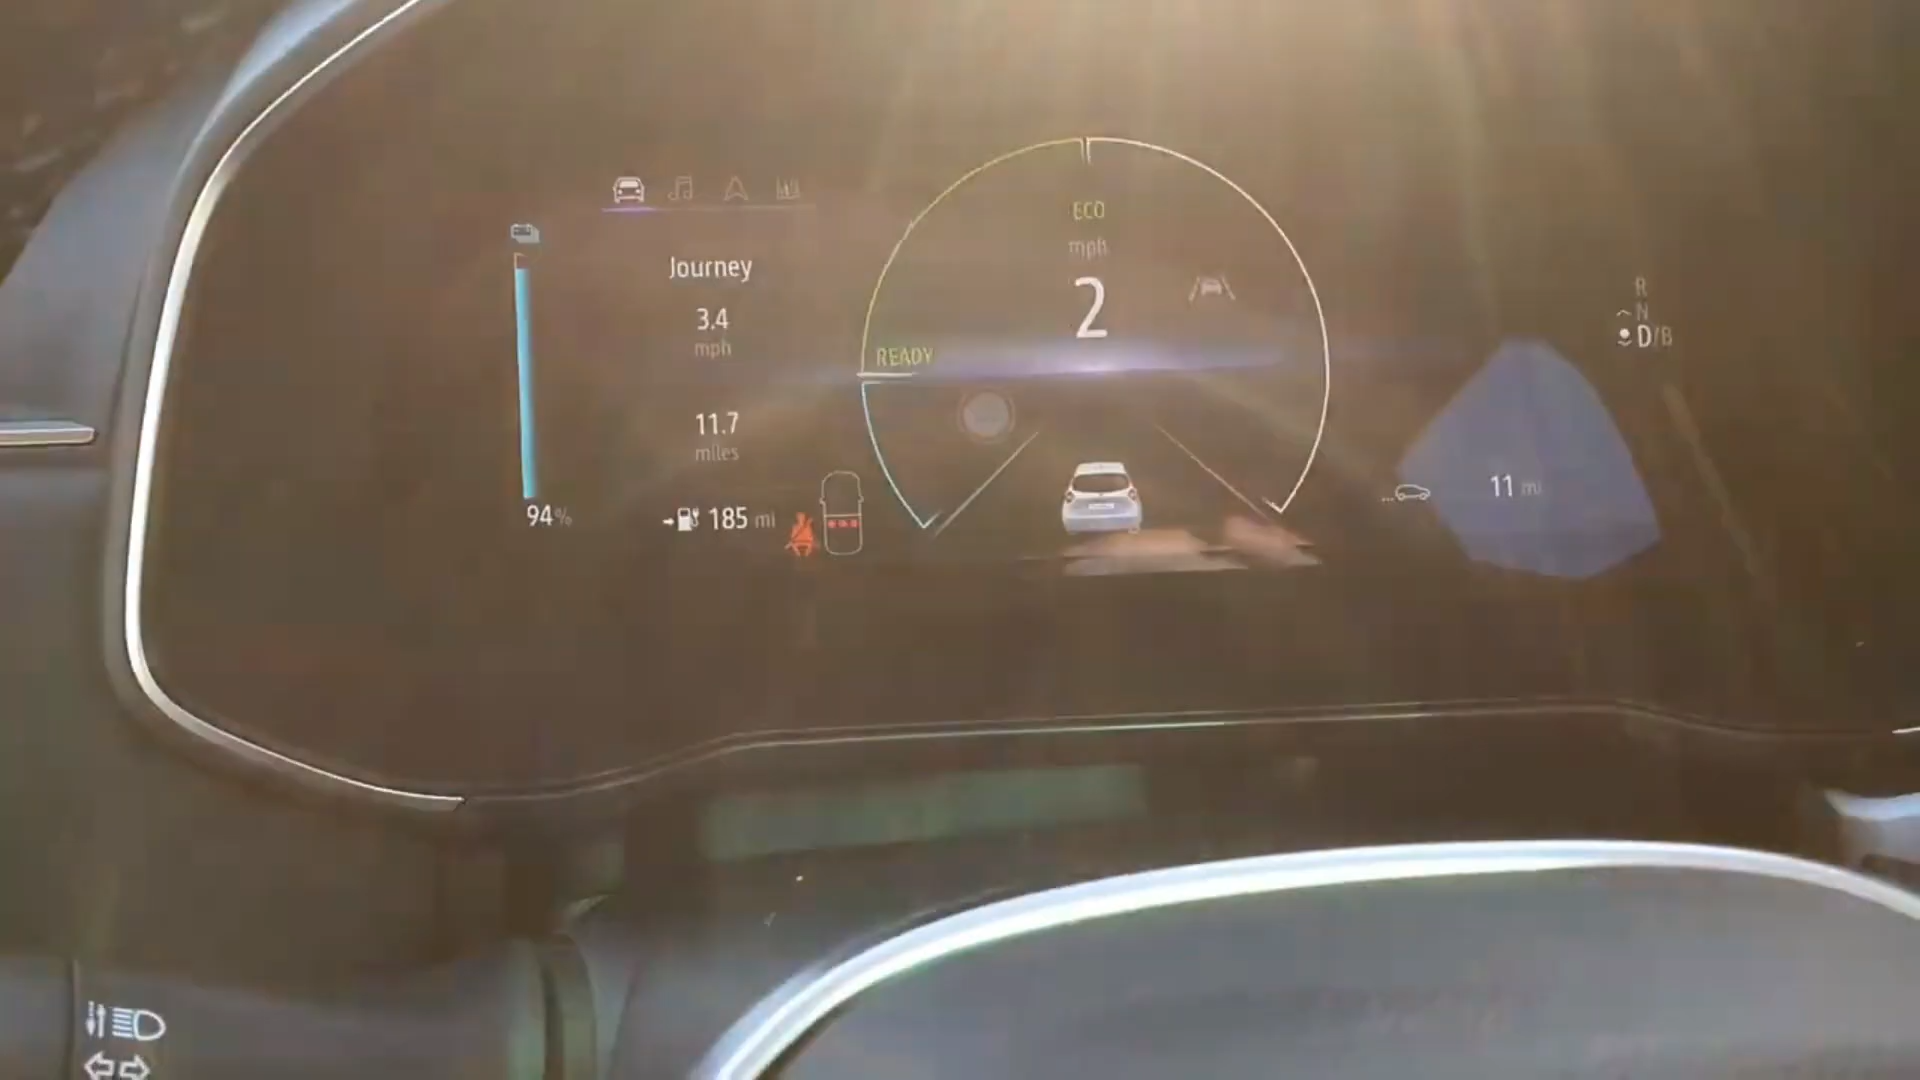 Journey
3.4
mph
11.7
miles
94%
185 mi
ECO
mph
2
READY
11 mi
R
N
D/B